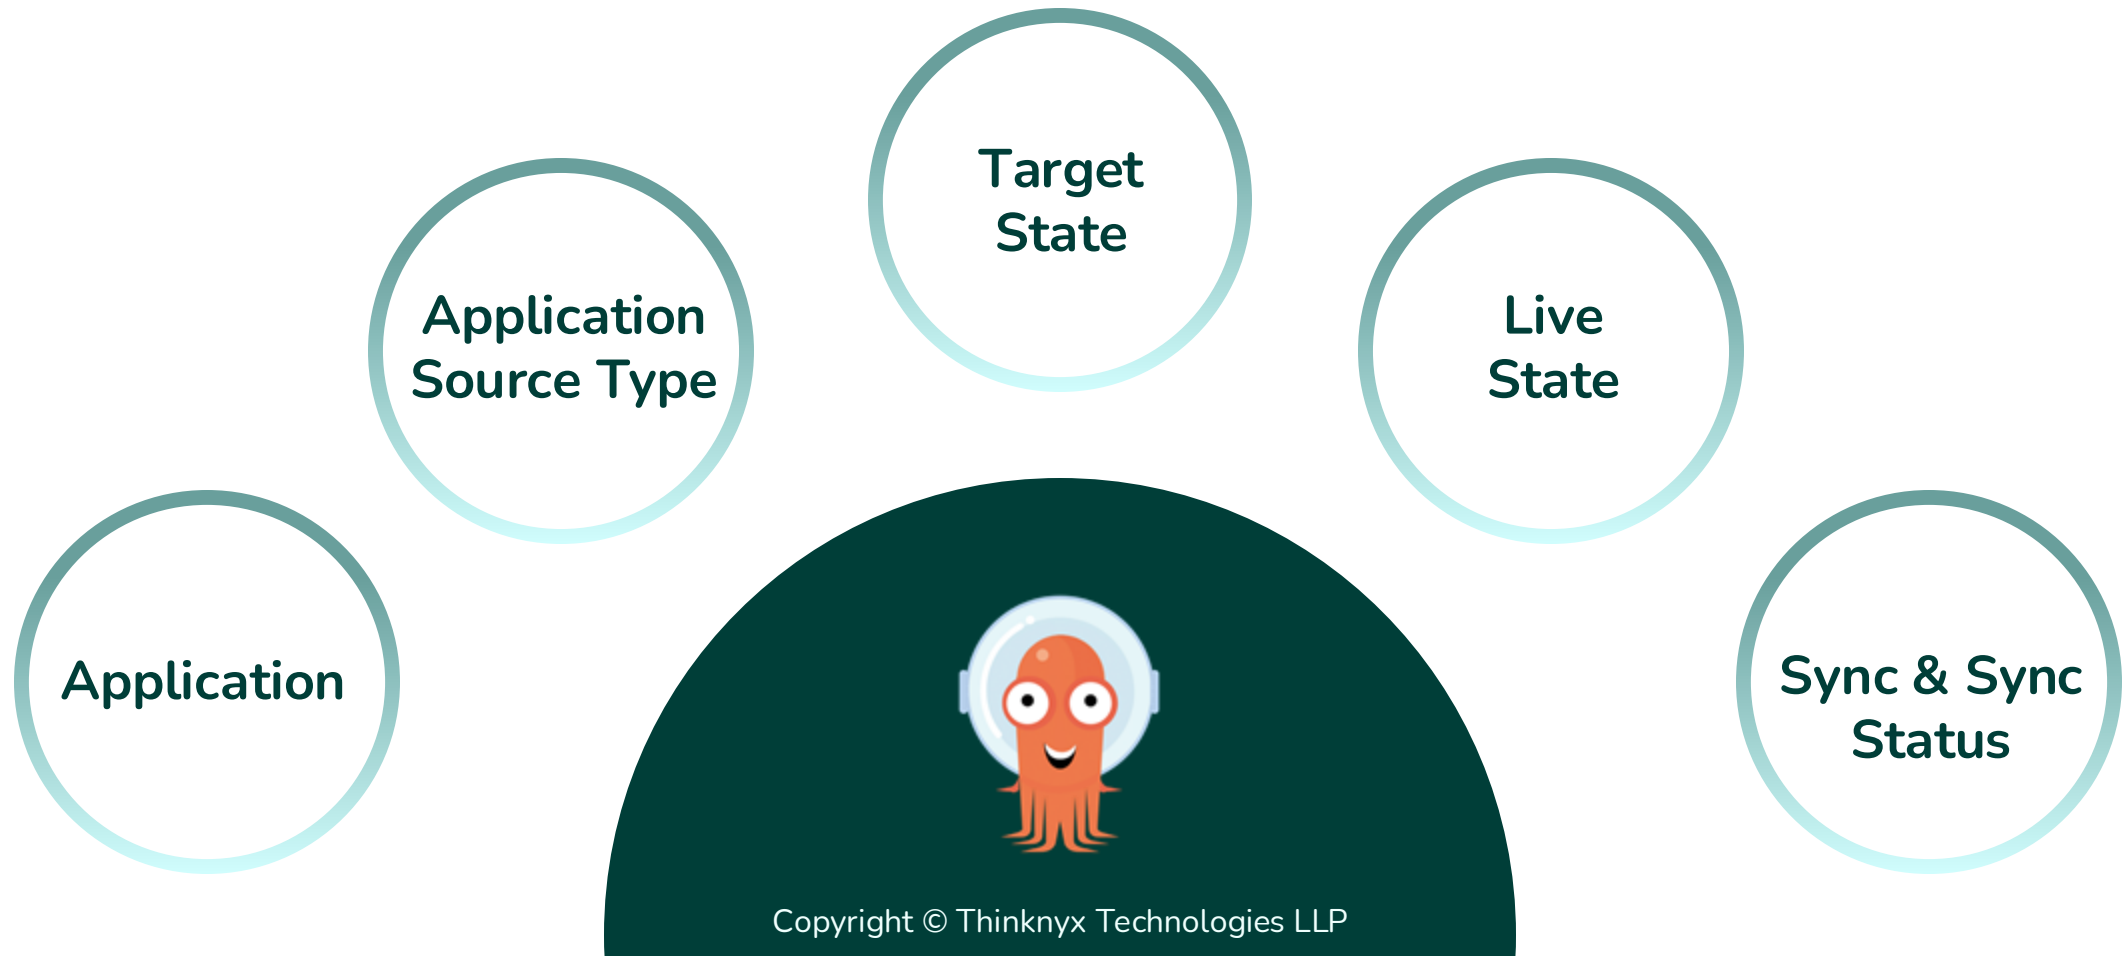 Application
Application
Source Type
Target
State
Live
State
Sync & Sync
Status
Copyright © Thinknyx Technologies LLP